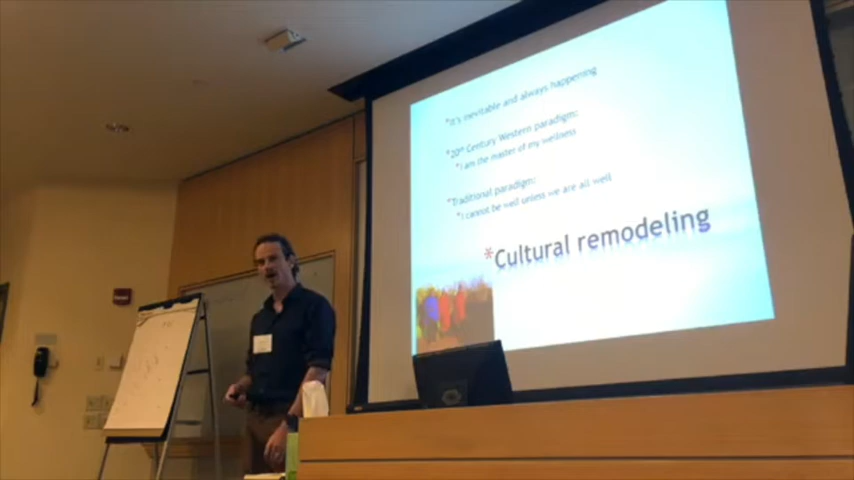 *It's inevitable and always happening
*20th Century Western paradigm:
*I am the master of my wellness
*Traditional paradigm:
*I cannot be well unless we are all well
*Cultural remodeling